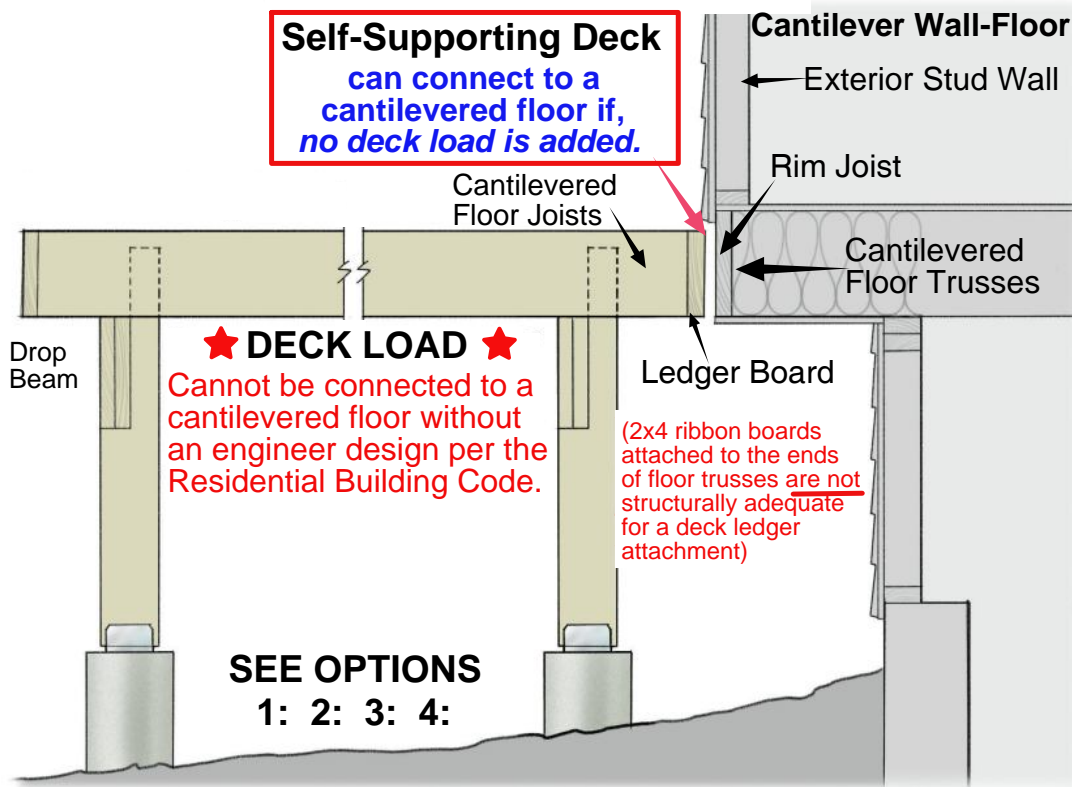 Self-Supporting Deck
can connect to a
cantilevered floor if,
no deck load is added.
Cantilever Wall-Floor
Exterior Stud Wall
Rim Joist
Cantilevered
Floor Joists
Cantilevered
Floor Trusses
Drop
Beam
DECK LOAD
Cannot be connected to a
cantilevered floor without
an engineer design per the
Residential Building Code.
Ledger Board
(2x4 ribbon boards
attached to the ends
of floor trusses are not
structurally adequate
for a deck ledger
attachment)
SEE OPTIONS
1: 2: 3: 4: